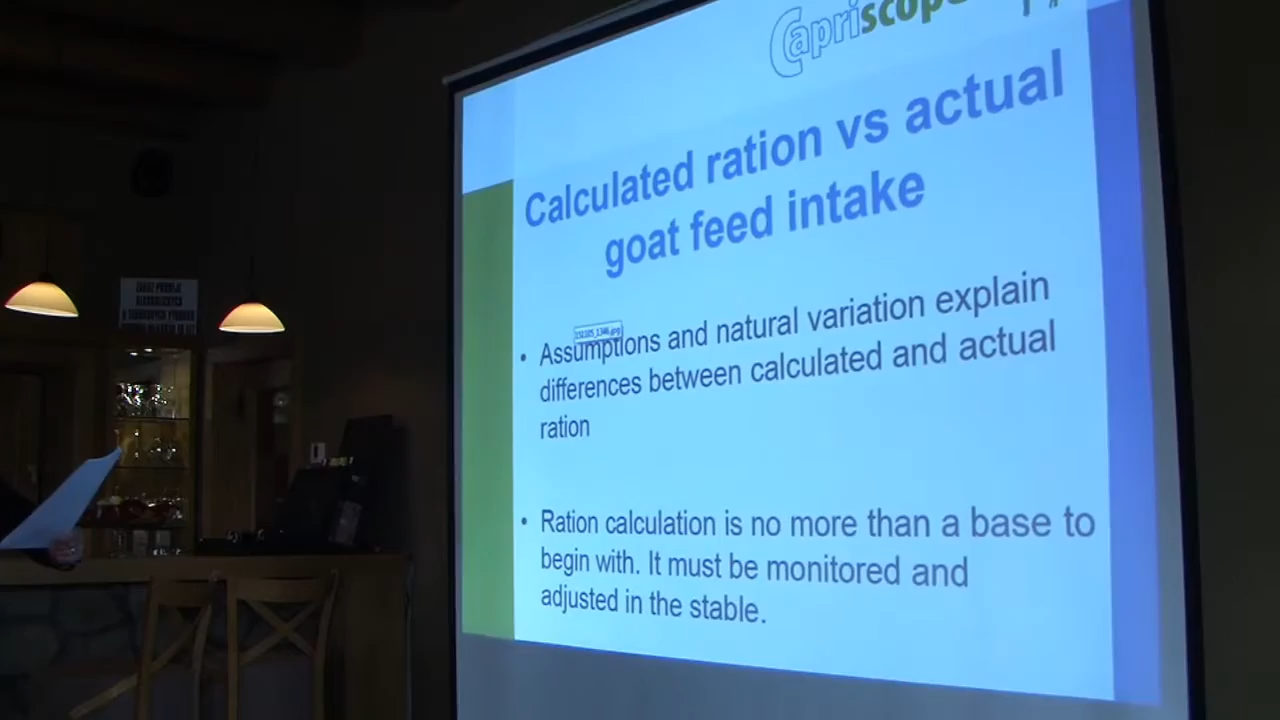 Capriscope
Calculated ration vs actual
goat feed intake
• Assumptions and natural variation explain
differences between calculated and actual
ration
• Ration calculation is no more than a base to
begin with. It must be monitored and
adjusted in the stable.